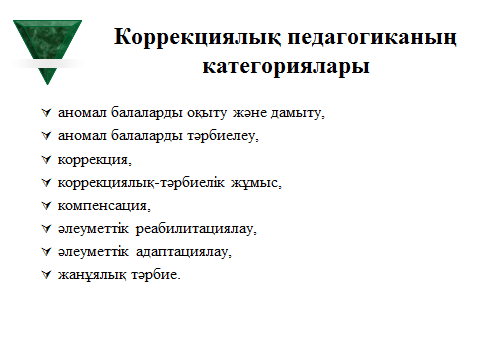 Коррекциялық педагогиканың
категориялары
аномал балаларды оқыту және дамыту,
аномал балаларды тәрбиелеу,
коррекция,
коррекциялық-тәрбиелік жұмыс,
компенсация,
әлеуметтік реабилитациялау,
әлеуметтік адаптациялау,
жанұялық тәрбие.